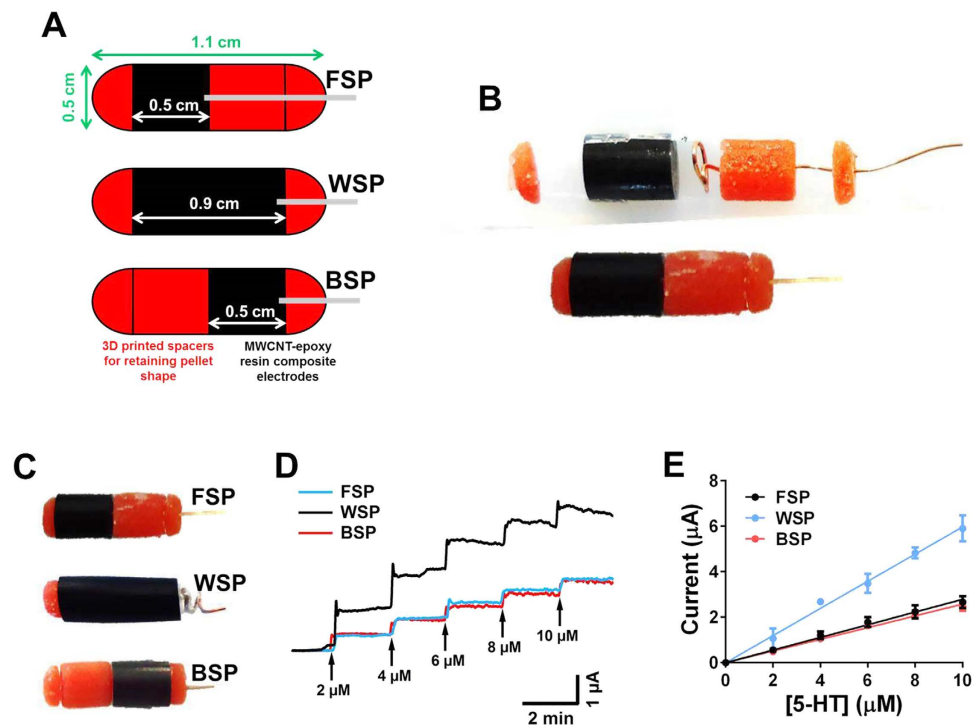 A
1.1 cm
FSP
0.5 cm
0.5 cm
WSP
0.9 cm
BSP
0.5 cm
3D printed spacers
for retaining pellet
shape
MWCNT-epoxy
resin composite
electrodes
B
C
FSP
WSP
BSP
D
FSP
WSP
BSP
2 µM
4 µM
6 µM
8 µM
10 µM
1 µA
2 min
E
FSP
WSP
BSP
Current (µA)
8
6
4
2
0
0 2 4 6 8 10
[5-HT] (µM)